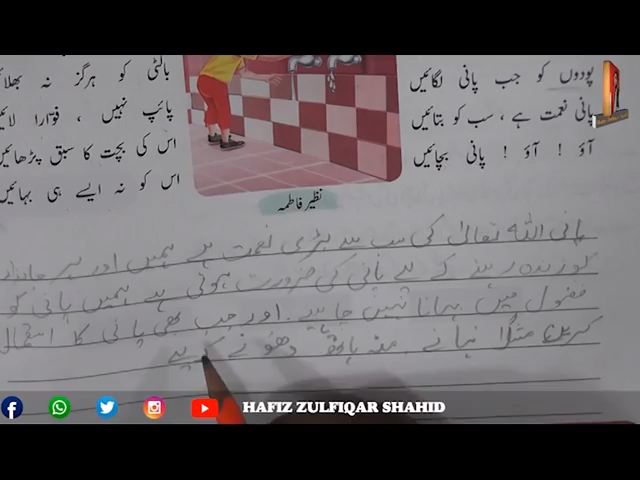 پودوں کو جب پانی لگائیں
بالٹی کو ہرگز نہ بھلا
پانی نعمت ہے ، سب کو بتائیں
پائپ نہیں ، فوّارا لائیں
آؤ ! آؤ ! پانی بچائیں
اس کی بچت کا سبق پڑھائیں
اس کو نہ ایسے ہی بہائیں
نظیر فاطمہ
پانی اللہ تعالیٰ کی سب سے بڑی نعمت ہے ہمیں اور ہر جاندار
کو زندہ رہنے کے لیے پانی کی ضرورت ہوتی ہے ہمیں پانی کو
فضول میں بہانا نہیں چاہیے۔ اور جب بھی پانی کا استعمال
کریں مثلاً نہانے ، منہ ہاتھ دھونے کے لیے
HAFIZ ZULFIQAR SHAHID